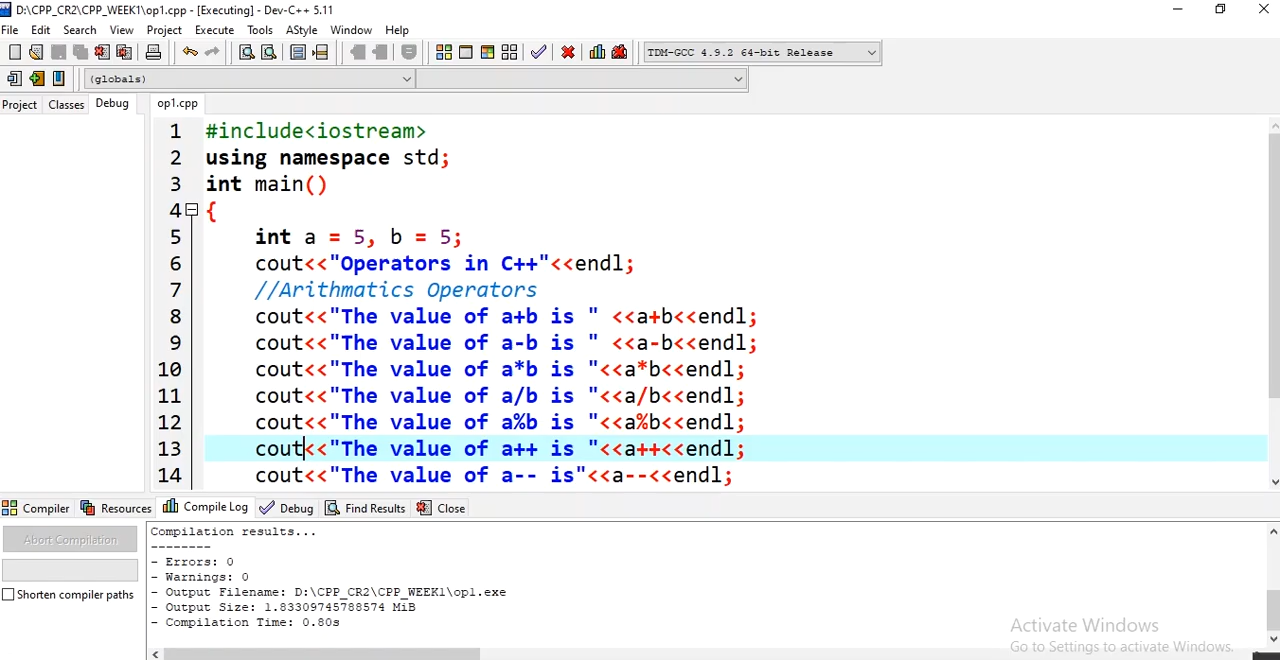 D:\CPP_CR2\CPP_WEEK1\op1.cpp - [Executing] - Dev-C++ 5.11
File Edit Search View Project Execute Tools AStyle Window Help
TDM-GCC 4.9.2 64-bit Release
(globals)
Project Classes Debug op1.cpp
1 #include<iostream>
2 using namespace std;
3 int main()
4 {
5 int a = 5, b = 5;
6 cout<<"Operators in C++"<<endl;
7 //Arithmatics Operators
8 cout<<"The value of a+b is " <<a+b<<endl;
9 cout<<"The value of a-b is " <<a-b<<endl;
10 cout<<"The value of a*b is "<<a*b<<endl;
11 cout<<"The value of a/b is "<<a/b<<endl;
12 cout<<"The value of a%b is "<<a%b<<endl;
13 cout<<"The value of a++ is "<<a++<<endl;
14 cout<<"The value of a-- is"<<a--<<endl;
Compiler Resources Compile Log Debug Find Results Close
Abort Compilation
Shorten compiler paths
Compilation results...
--------
- Errors: 0
- Warnings: 0
- Output Filename: D:\CPP_CR2\CPP_WEEK1\op1.exe
- Output Size: 1.83309745788574 MiB
- Compilation Time: 0.80s
Activate Windows
Go to Settings to activate Windows.